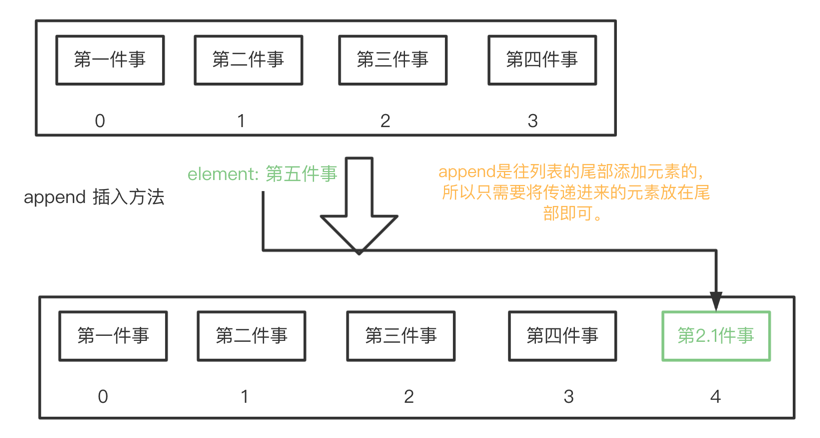 第一件事 第二件事 第三件事 第四件事
0 1 2 3
element: 第五件事
append 插入方法
append是往列表的尾部添加元素的，
所以只需要将传递进来的元素放在尾
部即可。
第一件事 第二件事 第三件事 第四件事 第2.1件事
0 1 2 3 4